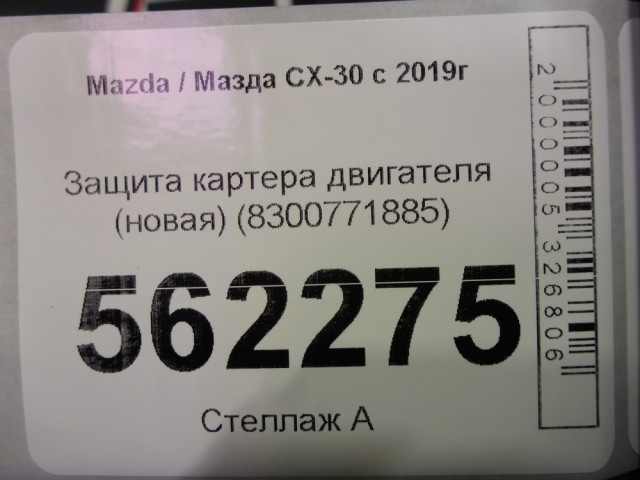 Mazda / Мазда CX-30 с 2019г
Защита картера двигателя
(новая) (8300771885)
562275
Стеллаж А
2000005326806